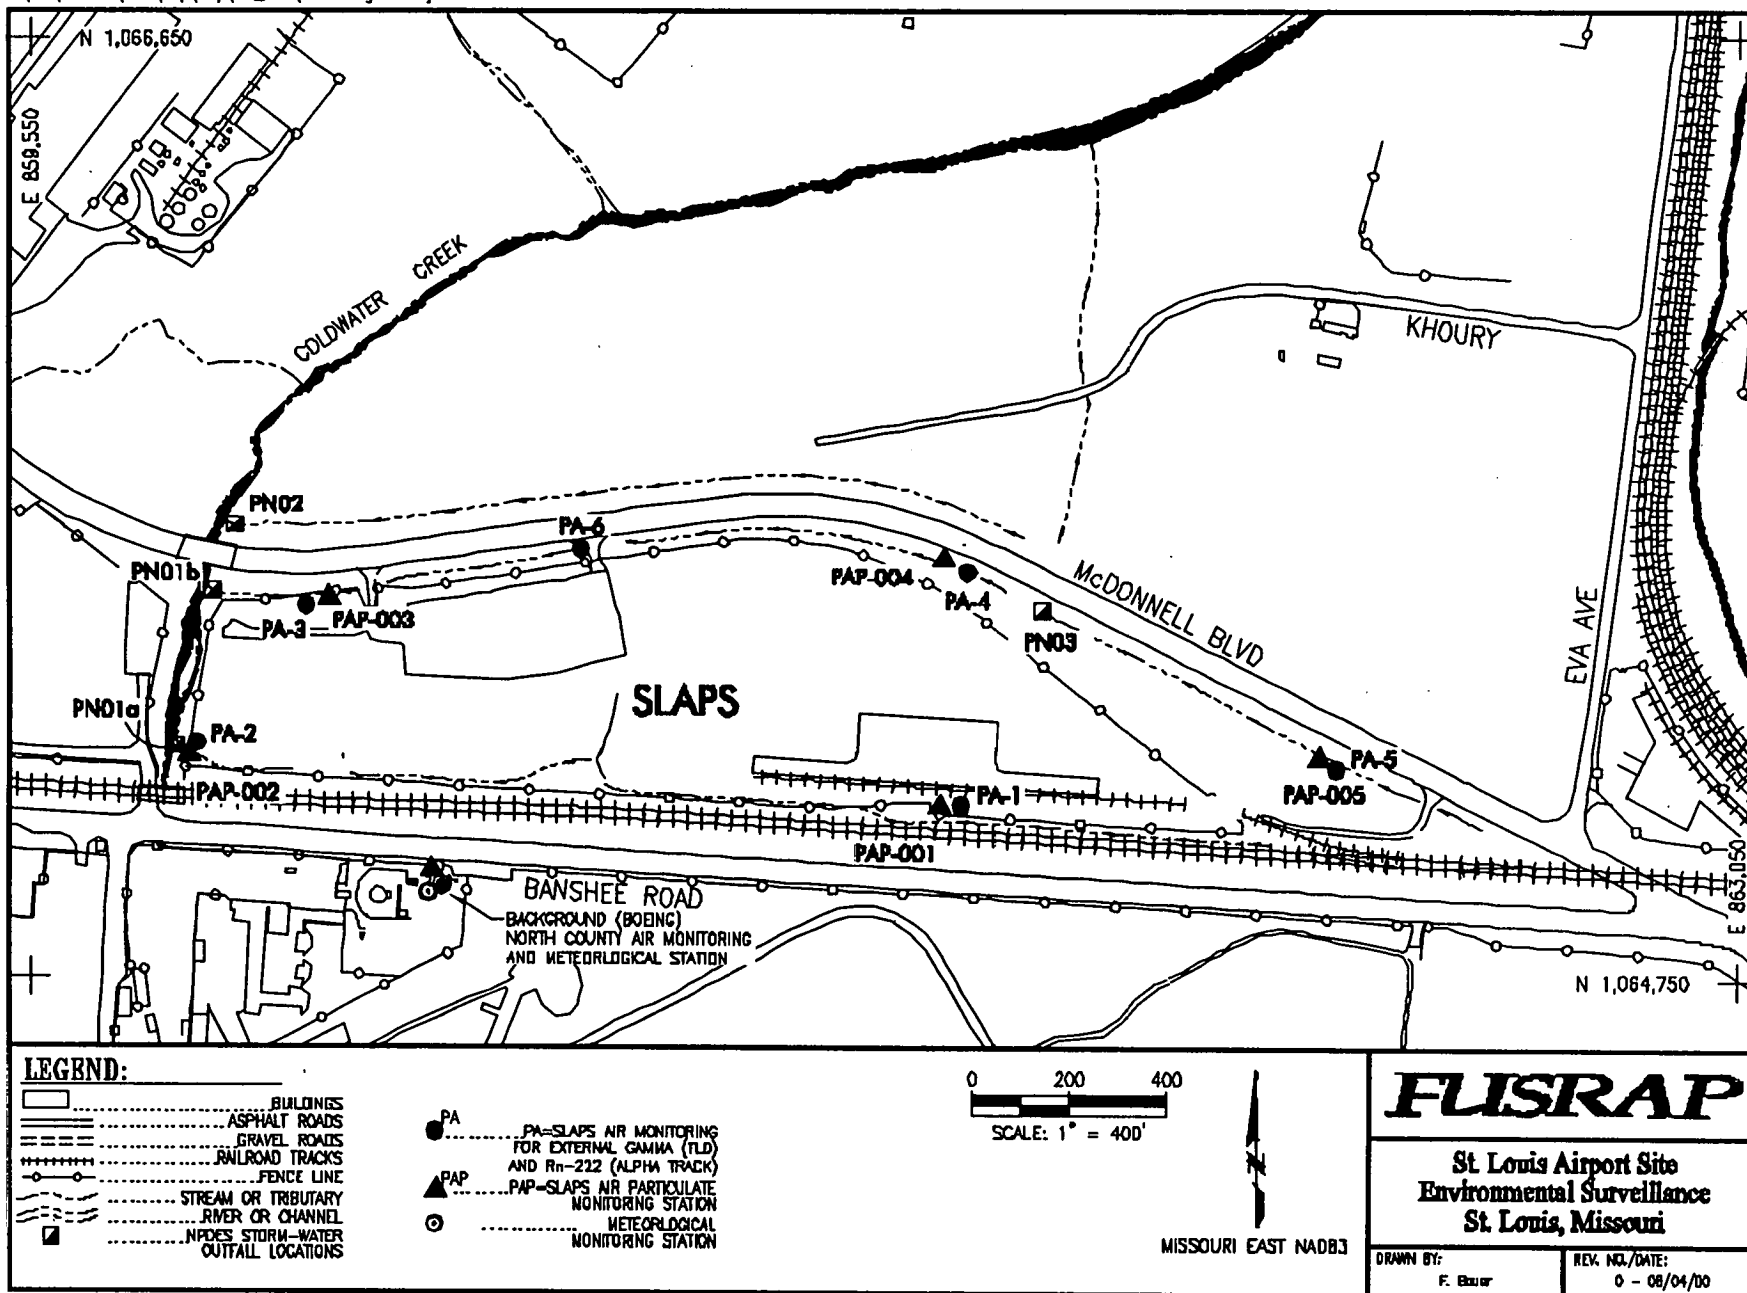 N 1,066,650
E 859,550
COLDWATER CREEK
KHOURY
PN02
PA-6
PN01b
PAP-003
PA-3
PAP-004
PA-4
PN03
McDONNELL BLVD
EVA AVE
SLAPS
PN01a
PA-2
PAP-002
PA-1
PAP-001
PA-5
PAP-005
BANSHEE ROAD
BACKGROUND (BOEING)
NORTH COUNTY AIR MONITORING
AND METEORLOGICAL STATION
E 863,050
N 1,064,750
LEGEND:
BUILDINGS
ASPHALT ROADS
GRAVEL ROADS
RAILROAD TRACKS
FENCE LINE
STREAM OR TRIBUTARY
RIVER OR CHANNEL
NPDES STORM-WATER
OUTFALL LOCATIONS
PA
PA=SLAPS AIR MONITORING
FOR EXTERNAL GAMMA (TLD)
AND Rn-222 (ALPHA TRACK)
PAP
PAP=SLAPS AIR PARTICULATE
MONITORING STATION
METEORLOGICAL
MONITORING STATION
0 200 400
SCALE: 1" = 400'
N
MISSOURI EAST NAD83
FUSRAP
St. Louis Airport Site
Environmental Surveillance
St. Louis, Missouri
DRAWN BY:
F. Bauer
REV. NO./DATE:
0 - 08/04/00